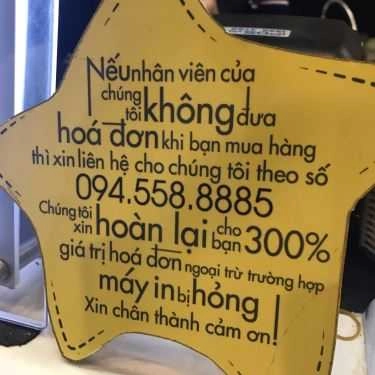 Nếu nhân viên của
chúng tôi không đưa
hoá đơn khi bạn mua hàng
thì xin liên hệ cho chúng tôi theo số
094.558.8885
Chúng tôi xin hoàn lại cho bạn 300%
giá trị hoá đơn ngoại trừ trường hợp
máy in bị hỏng !
Xin chân thành cảm ơn!